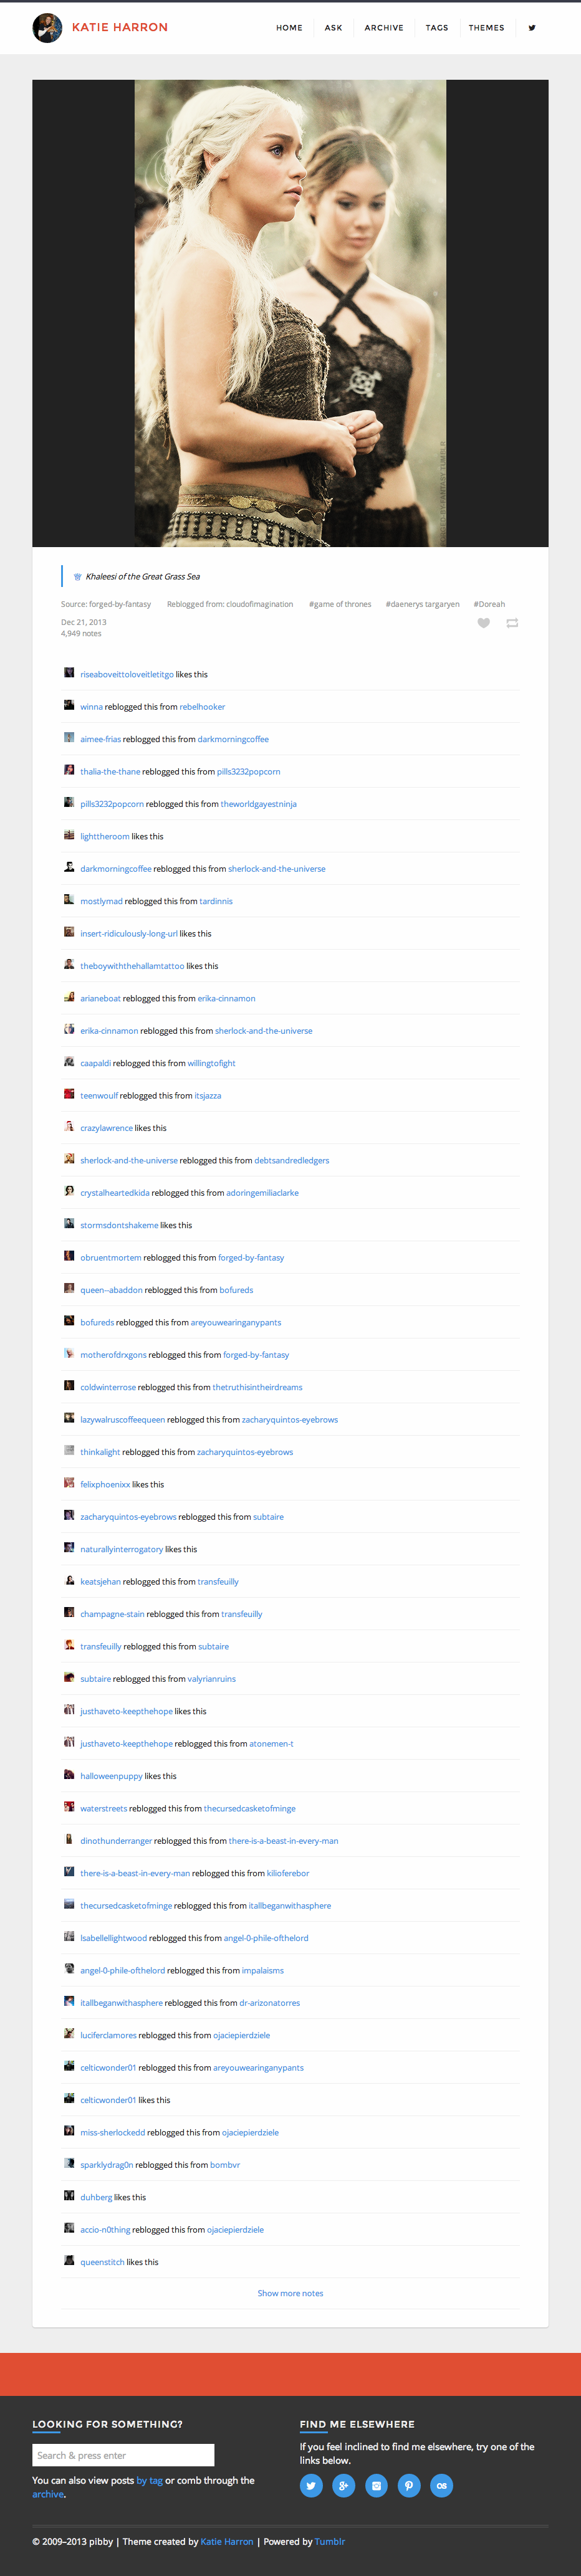 KATIE HARRON
HOME ASK ARCHIVE TAGS THEMES
Khaleesi of the Great Grass Sea
Source: forged-by-fantasy Reblogged from: cloudofimagination #game of thrones #daenerys targaryen #Doreah
Dec 21, 2013
4,949 notes
riseaboveittoloveitletitgo likes this
winna reblogged this from rebelhooker
aimee-frias reblogged this from darkmorningcoffee
thalia-the-thane reblogged this from pills3232popcorn
pills3232popcorn reblogged this from theworldgayestninja
lighttheroom likes this
darkmorningcoffee reblogged this from sherlock-and-the-universe
mostlymad reblogged this from tardinnis
insert-ridiculously-long-url likes this
theboywiththehallamtattoo likes this
arianeboat reblogged this from erika-cinnamon
erika-cinnamon reblogged this from sherlock-and-the-universe
caapaldi reblogged this from willingtofight
teenwoulf reblogged this from itsjazza
crazylawrence likes this
sherlock-and-the-universe reblogged this from debtsandredledgers
crystalheartedkida reblogged this from adoringemiliaclarke
stormsdontshakeme likes this
obruentmortem reblogged this from forged-by-fantasy
queen--abaddon reblogged this from bofureds
bofureds reblogged this from areyouwearinganypants
motherofdrxgons reblogged this from forged-by-fantasy
coldwinterrose reblogged this from thetruthisintheirdreams
lazywalruscoffeequeen reblogged this from zacharyquintos-eyebrows
thinkalight reblogged this from zacharyquintos-eyebrows
felixphoenixx likes this
zacharyquintos-eyebrows reblogged this from subtaire
naturallyinterrogatory likes this
keatsjehan reblogged this from transfeuilly
champagne-stain reblogged this from transfeuilly
transfeuilly reblogged this from subtaire
subtaire reblogged this from valyrianruins
justhaveto-keepthehope likes this
justhaveto-keepthehope reblogged this from atonemen-t
halloweenpuppy likes this
waterstreets reblogged this from thecursedcasketofminge
dinothunderranger reblogged this from there-is-a-beast-in-every-man
there-is-a-beast-in-every-man reblogged this from kilioferebor
thecursedcasketofminge reblogged this from itallbeganwithasphere
lsabellellightwood reblogged this from angel-0-phile-ofthelord
angel-0-phile-ofthelord reblogged this from impalaisms
itallbeganwithasphere reblogged this from dr-arizonatorres
luciferclamores reblogged this from ojaciepierdziele
celticwonder01 reblogged this from areyouwearinganypants
celticwonder01 likes this
miss-sherlockedd reblogged this from ojaciepierdziele
sparklydrag0n reblogged this from bombvr
duhberg likes this
accio-n0thing reblogged this from ojaciepierdziele
queenstitch likes this
Show more notes
LOOKING FOR SOMETHING?
Search & press enter
You can also view posts by tag or comb through the
archive.
FIND ME ELSEWHERE
If you feel inclined to find me elsewhere, try one of the
links below.
© 2009–2013 pibby | Theme created by Katie Harron | Powered by Tumblr